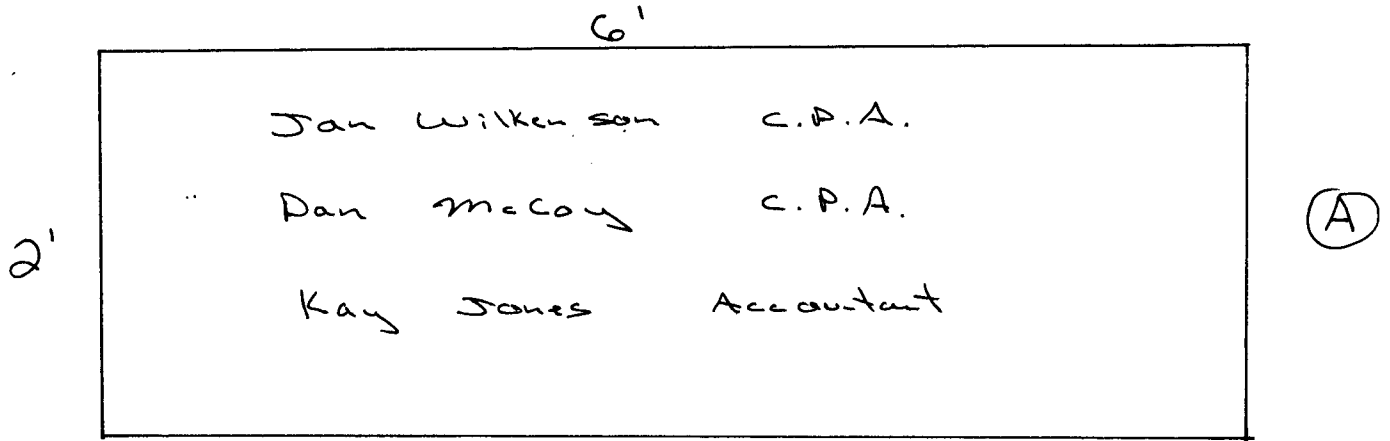 6'
Jan Wilkenson C.P.A.
Dan McCoy C.P.A.
2'
A
Kay Jones Accountant